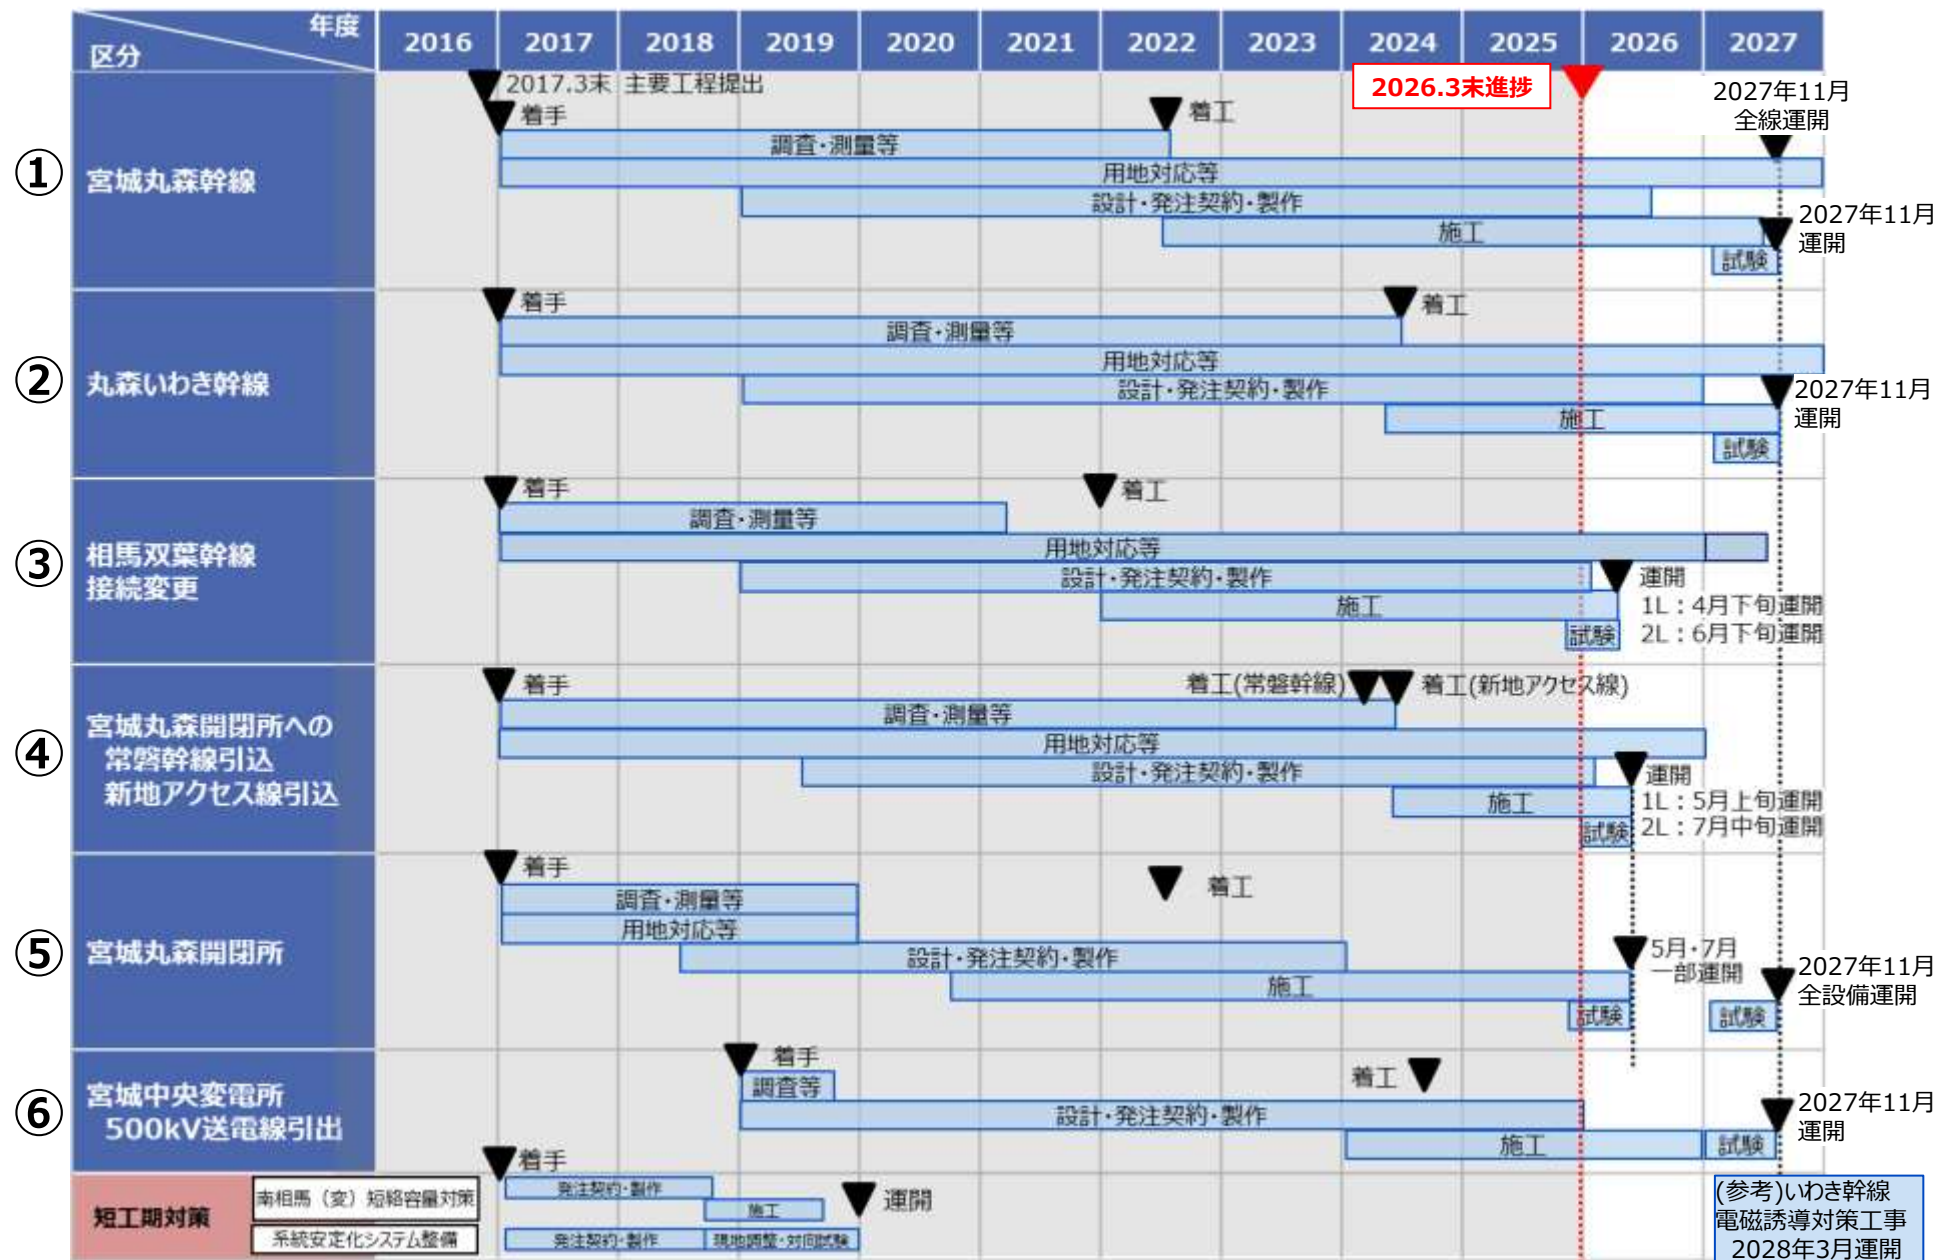 年度
区分
2016 2017 2018 2019 2020 2021 2022 2023 2024 2025 2026 2027
2017.3末 主要工程提出
2026.3末進捗
2027年11月
全線運開
①
宮城丸森幹線
着手
着工
調査・測量等
用地対応等
設計・発注契約・製作
施工
2027年11月
運開
試験
②
丸森いわき幹線
着手
着工
調査・測量等
用地対応等
設計・発注契約・製作
2027年11月
運開
施工
試験
③
相馬双葉幹線
接続変更
着手
着工
調査・測量等
用地対応等
設計・発注契約・製作
運開
施工
1L：4月下旬運開
試験
2L：6月下旬運開
④
宮城丸森開閉所への
常磐幹線引込
新地アクセス線引込
着手
着工(常磐幹線)
着工(新地アクセス線)
調査・測量等
用地対応等
設計・発注契約・製作
運開
施工
1L：5月上旬運開
試験
2L：7月中旬運開
⑤
宮城丸森開閉所
着手
着工
調査・測量等
用地対応等
設計・発注契約・製作
5月・7月
一部運開
施工
2027年11月
全設備運開
試験
試験
⑥
宮城中央変電所
500kV送電線引出
着手
着工
調査等
設計・発注契約・製作
2027年11月
運開
施工
試験
短工期対策
着手
南相馬（変）短絡容量対策
発注契約・製作
施工
運開
系統安定化システム整備
発注契約・製作
現地調整・対向試験
(参考)いわき幹線
電磁誘導対策工事
2028年3月運開